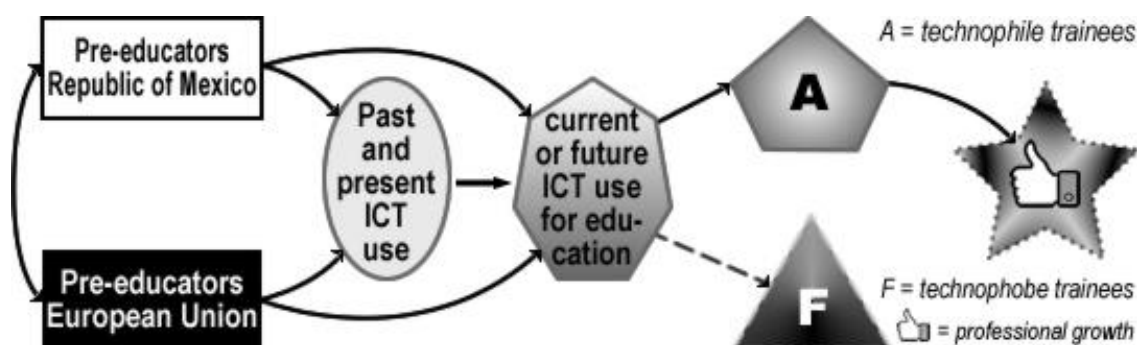 Pre-educators
Republic of Mexico
Past
and
present
ICT
use
Pre-educators
European Union
current
or future
ICT use
for edu-
cation
A
F
A = technophile trainees
F = technophobe trainees
= professional growth